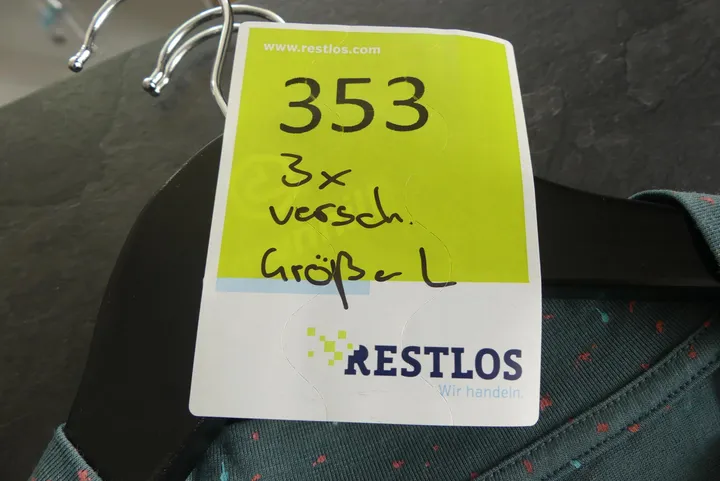 www.restlos.com
353
3x
versch.
Größe L
RESTLOS
Wir handeln.